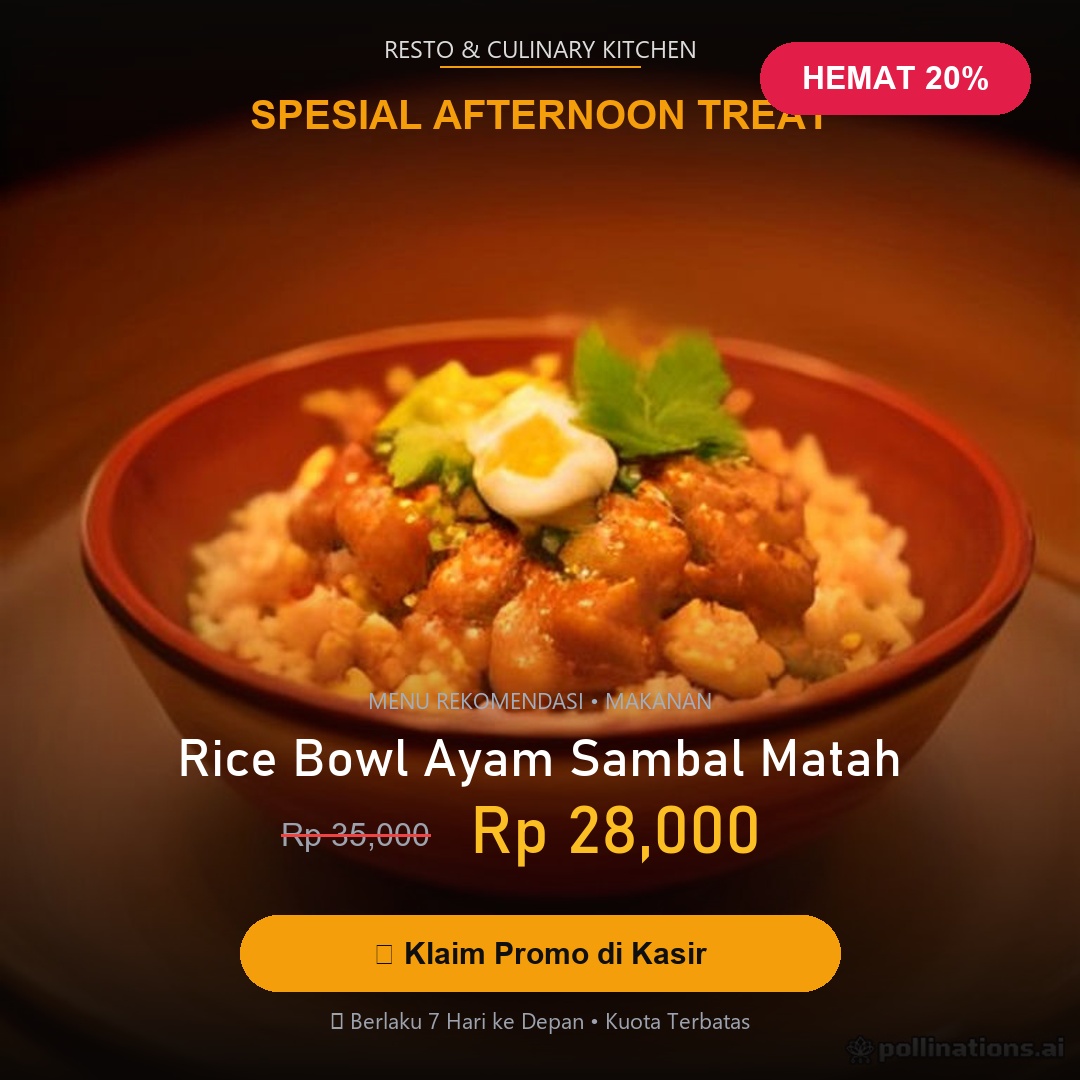 RESTO & CULINARY KITCHEN
HEMAT 20%
SPESIAL AFTERNOON TREAT
MENU REKOMENDASI • MAKANAN
Rice Bowl Ayam Sambal Matah
Rp 35,000 Rp 28,000
Klaim Promo di Kasir
Berlaku 7 Hari ke Depan • Kuota Terbatas
pollinations.ai